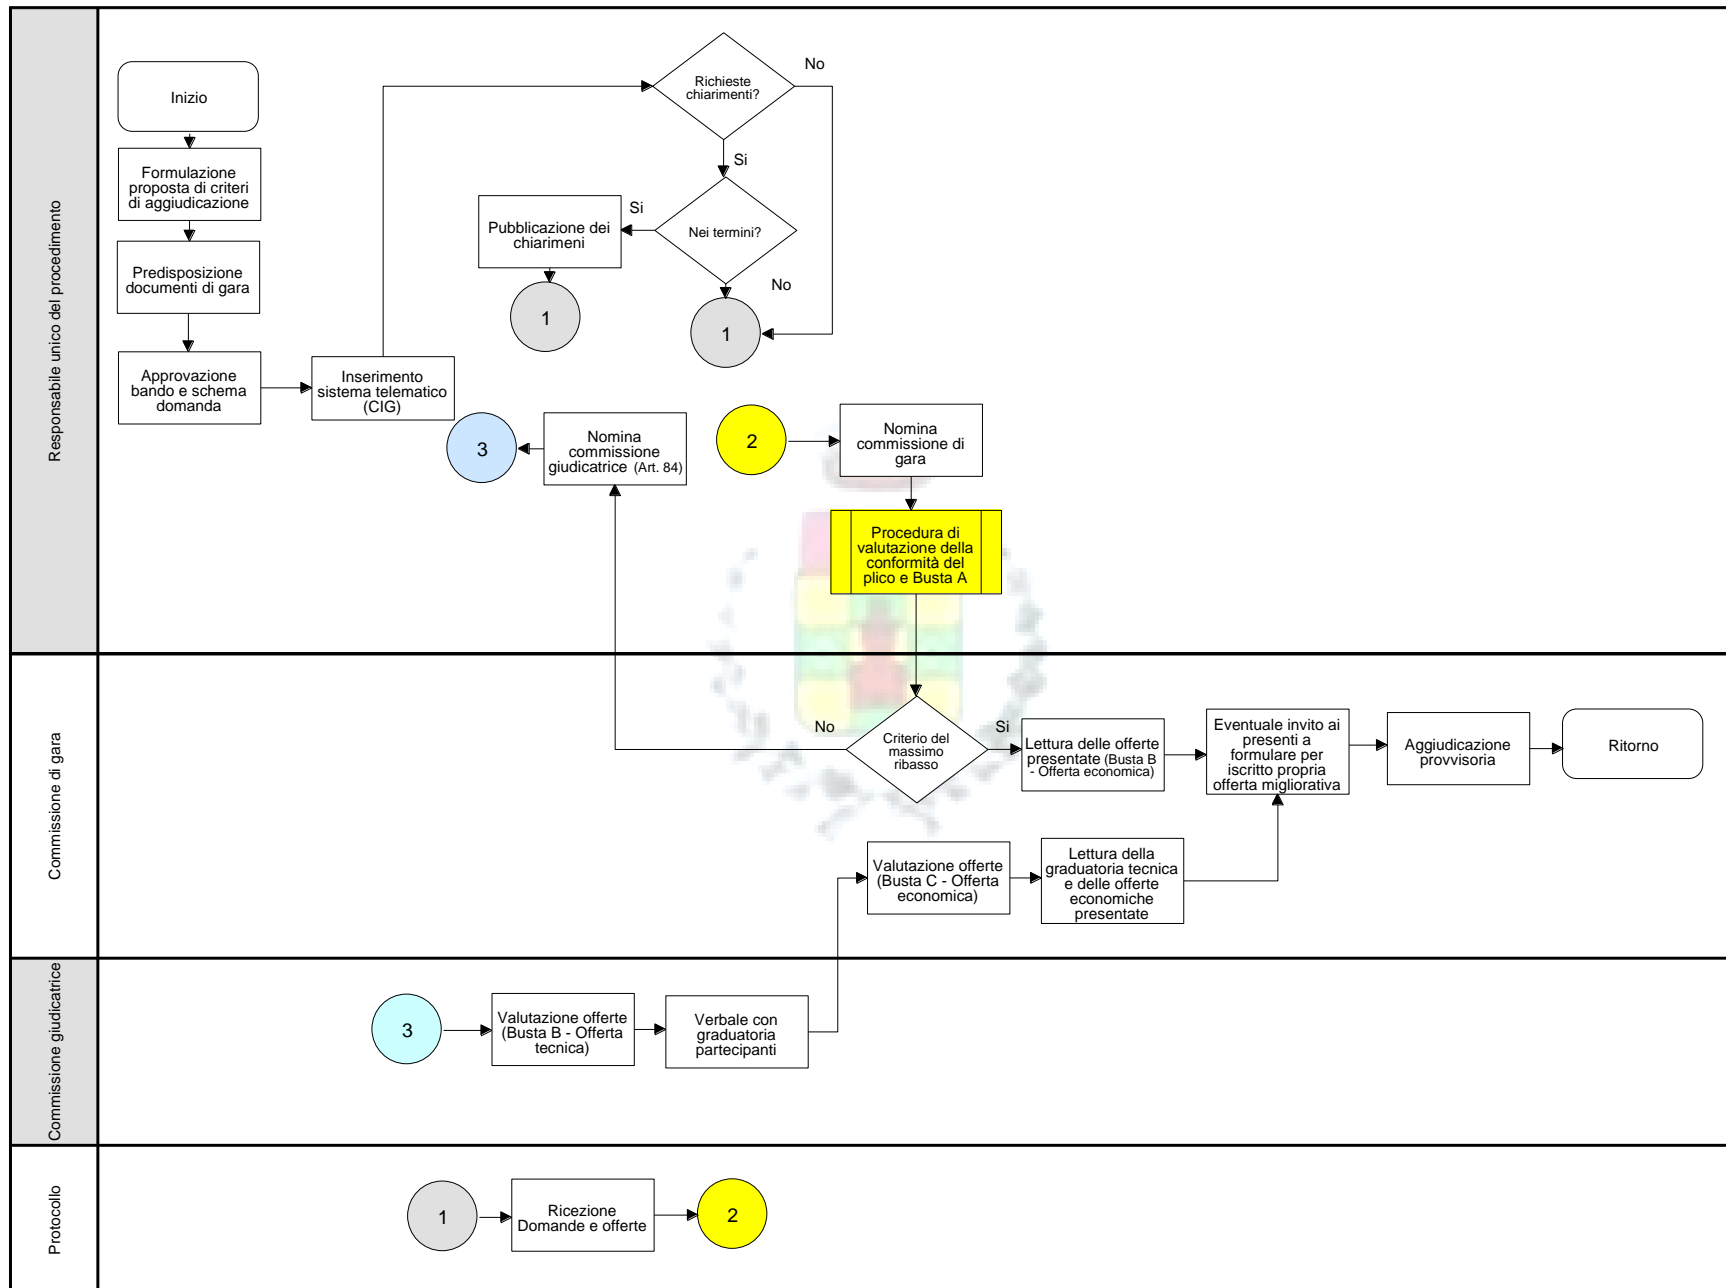 Responsabile unico del procedimento
Inizio
Formulazione
proposta di criteri
di aggiudicazione
Predisposizione
documenti di gara
Approvazione
bando e schema
domanda
Inserimento
sistema telematico
(CIG)
Richieste
chiarimenti?
No
Si
Nei termini?
Si
No
Pubblicazione dei
chiarimeni
1
1
3
Nomina
commissione
giudicatrice (Art. 84)
2
Nomina
commissione di
gara
Procedura di
valutazione della
conformità del
plico e Busta A
Commissione di gara
No
Criterio del
massimo
ribasso
Si
Lettura delle offerte
presentate (Busta B
- Offerta economica)
Eventuale invito ai
presenti a
formulare per
iscritto propria
offerta migliorativa
Aggiudicazione
provvisoria
Ritorno
Valutazione offerte
(Busta C - Offerta
economica)
Lettura della
graduatoria tecnica
e delle offerte
economiche
presentate
Commissione giudicatrice
3
Valutazione offerte
(Busta B - Offerta
tecnica)
Verbale con
graduatoria
partecipanti
Protocollo
1
Ricezione
Domande e offerte
2